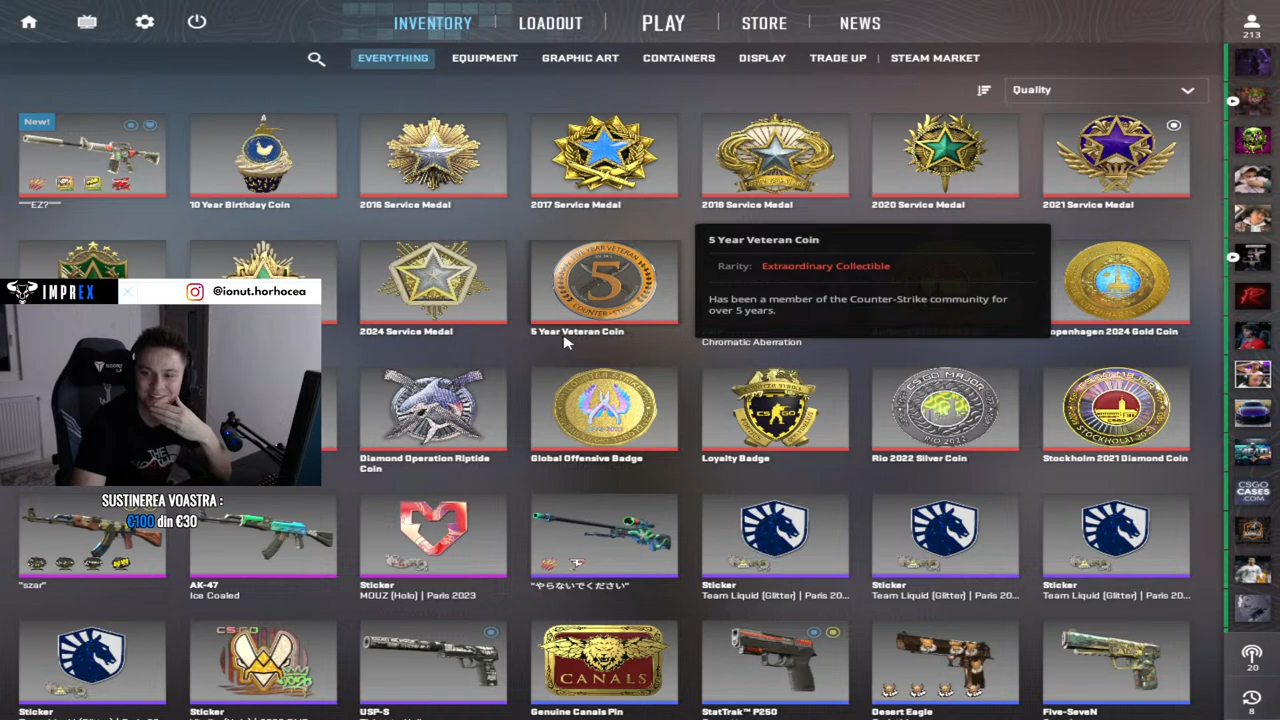 INVENTORY
LOADOUT
PLAY
STORE
NEWS
213
EVERYTHING
EQUIPMENT
GRAPHIC ART
CONTAINERS
DISPLAY
TRADE UP
STEAM MARKET
Quality
New!
""EZ?""
10 Year Birthday Coin
2016 Service Medal
2017 Service Medal
2018 Service Medal
2020 Service Medal
2021 Service Medal
5 Year Veteran Coin
Rarity: Extraordinary Collectible
Has been a member of the Counter-Strike community for
over 5 years.
IMPREX
@ionut.horhocea
2024 Service Medal
5 Year Veteran Coin
Chromatic Aberration
openhagen 2024 Gold Coin
Diamond Operation Riptide
Coin
Global Offensive Badge
Loyalty Badge
Rio 2022 Silver Coin
Stockholm 2021 Diamond Coin
SUSTINEREA VOASTRA :
€100 din €30
CSGO
CASES
.COM
"szar"
AK-47
Ice Coaled
Sticker
MOUZ (Holo) | Paris 2023
"やらないでください"
Sticker
Team Liquid (Glitter) | Paris 20...
Sticker
Team Liquid (Glitter) | Paris 20...
Sticker
Team Liquid (Glitter) | Paris 20...
CANALS
20
Sticker
Sticker
USP-S
Genuine Canals Pin
StatTrak™ P250
Desert Eagle
Five-SeveN
8